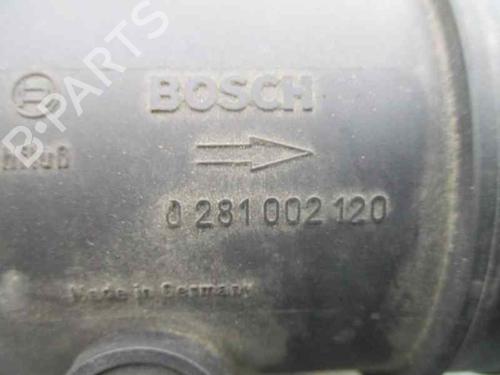 BOSCH
0 281 002 120
Made in Germany
B-PARTS